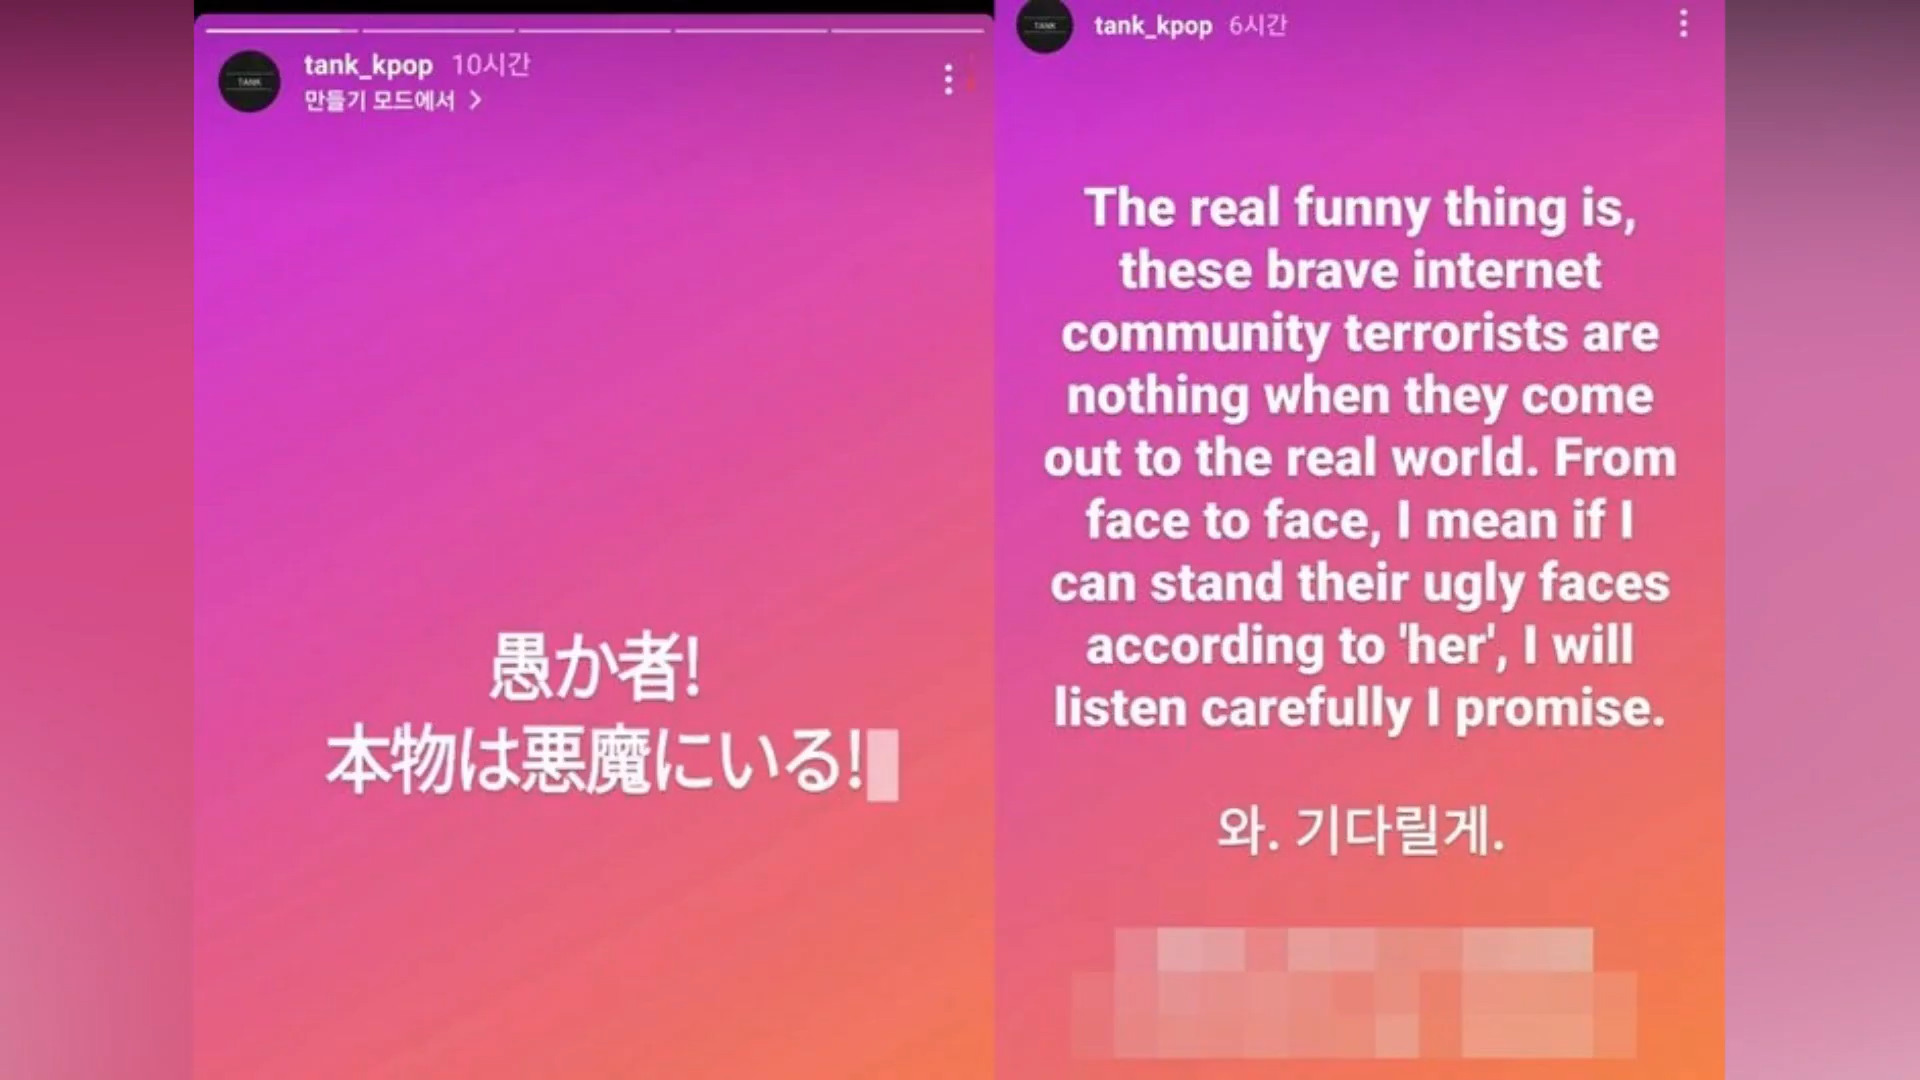 tank_kpop 10시간
만들기 모드에서 >
TANK
愚か者!
本物は悪魔にいる!
tank_kpop 6시간
TANK
The real funny thing is,
these brave internet
community terrorists are
nothing when they come
out to the real world. From
face to face, I mean if I
can stand their ugly faces
according to 'her', I will
listen carefully I promise.
와. 기다릴게.